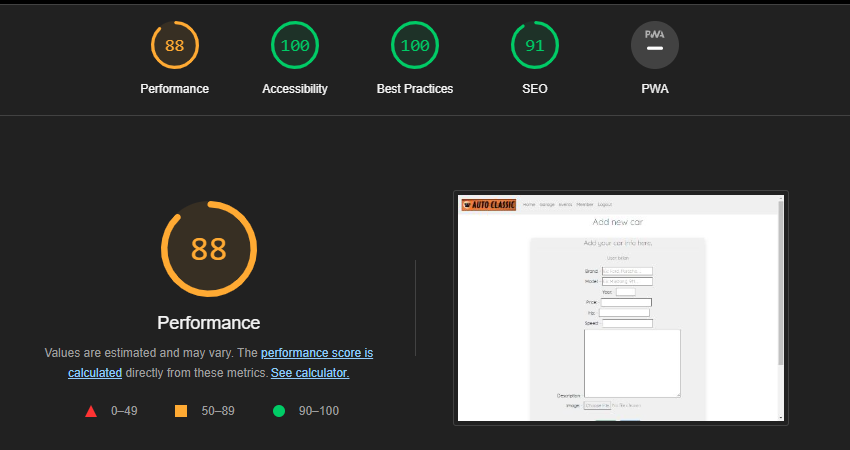 88
100
100
91
PWA
Performance
Accessibility
Best Practices
SEO
PWA
88
Performance
Values are estimated and may vary. The performance score is
calculated directly from these metrics. See calculator.
0–49
50–89
90–100
AUTO CLASSIC
Home Garage Events Member Logout
Add new car
Add your car info here.
Brand:
Model:
Year:
Price:
Hp:
Speed:
Description:
Image: Choose File No file chosen